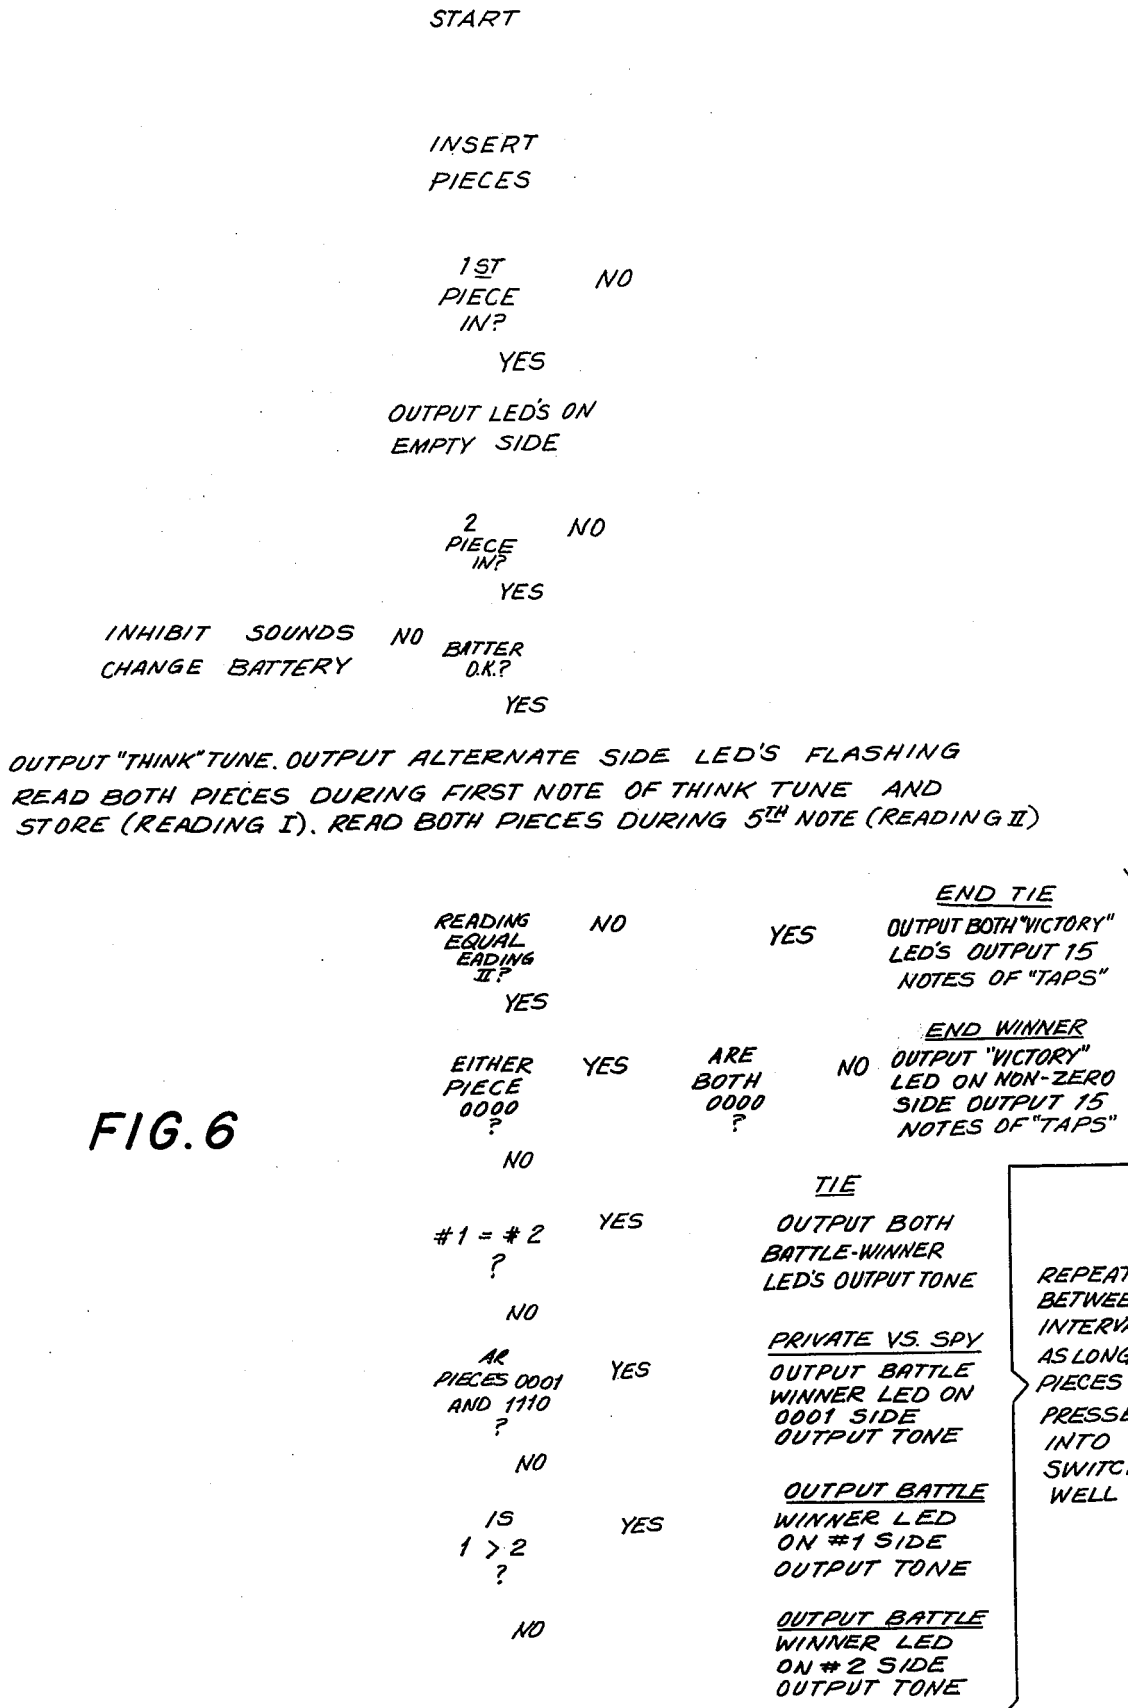 START
INSERT
PIECES
1ST
PIECE
IN?
NO
YES
OUTPUT LED'S ON
EMPTY SIDE
2
PIECE
IN?
NO
YES
INHIBIT SOUNDS
CHANGE BATTERY
NO
BATTER
O.K.?
YES
OUTPUT "THINK" TUNE. OUTPUT ALTERNATE SIDE LED'S FLASHING
READ BOTH PIECES DURING FIRST NOTE OF THINK TUNE AND
STORE (READING I). READ BOTH PIECES DURING 5TH NOTE (READING II)
READING
EQUAL
EADING
II?
NO
YES
YES
END TIE
OUTPUT BOTH "VICTORY"
LED'S OUTPUT 15
NOTES OF "TAPS"
EITHER
PIECE
0000
?
YES
ARE
BOTH
0000
?
NO
END WINNER
OUTPUT "VICTORY"
LED ON NON-ZERO
SIDE OUTPUT 15
NOTES OF "TAPS"
FIG.6
NO
#1 = #2
?
YES
TIE
OUTPUT BOTH
BATTLE-WINNER
LED'S OUTPUT TONE
NO
AR
PIECES 0001
AND 1110
?
YES
PRIVATE VS. SPY
OUTPUT BATTLE
WINNER LED ON
0001 SIDE
OUTPUT TONE
NO
IS
1 > 2
?
YES
OUTPUT BATTLE
WINNER LED
ON #1 SIDE
OUTPUT TONE
NO
OUTPUT BATTLE
WINNER LED
ON #2 SIDE
OUTPUT TONE
REPEAT
BETWEE
INTERVA
AS LONG
PIECES
PRESSE
INTO
SWITC
WELL